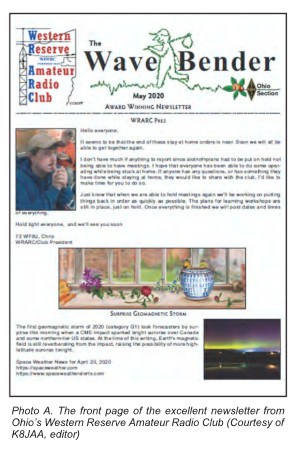 Western
Reserve
Amateur
Radio
Club
The
Wave Bender
May 2020
Ohio
Section
AWARD WINNING NEWSLETTER
WRARC PREZ
Hello everyone,
It seems to be that the end of these stay at home orders is near. Soon we will all be
able to get together again.
I don't have much if anything to report since a lot of plans had to be put on hold not
being able to have meetings. I hope that everyone has been able to do some oper-
ating while being stuck at home. If anyone has any questions, or has something they
have done while staying at home, they would like to share with the club, I'd like to
make time for you to do so.
Just know that when we are able to hold meetings again we'll be working on putting
things back in order as quickly as possible. The plans for learning workshops are
still in place, just on hold. Once everything is finished we will post dates and times
of everything.
Hold tight everyone, and we'll see you soon
73 WF8U, Chris
WRARC/Club President
SURPRISE GEOMAGNETIC STORM
The first geomagnetic storm of 2020 (category G1) took forecasters by sur-
prise this morning when a CME impact sparked bright auroras over Canada
and some northern-tier US states. At the time of this writing, Earth's magnetic
field is still reverberating from the impact, raising the possibility of more high-
latitude auroras tonight.
Space Weather News for April 20, 2020
https://spaceweather.com
https://www.spaceweatheralerts.com
Photo A. The front page of the excellent newsletter from
Ohio's Western Reserve Amateur Radio Club (Courtesy of
K8JAA, editor)